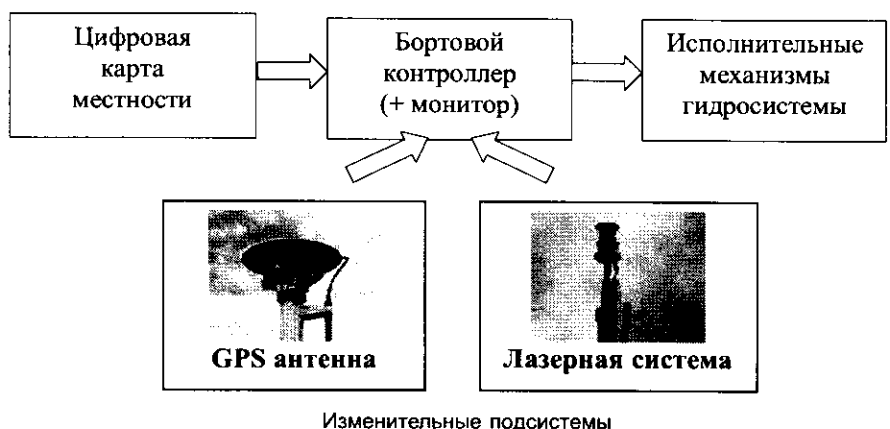 Цифровая
карта
местности
Бортовой
контроллер
(+ монитор)
Исполнительные
механизмы
гидросистемы
GPS антенна
Лазерная система
Изменительные подсистемы